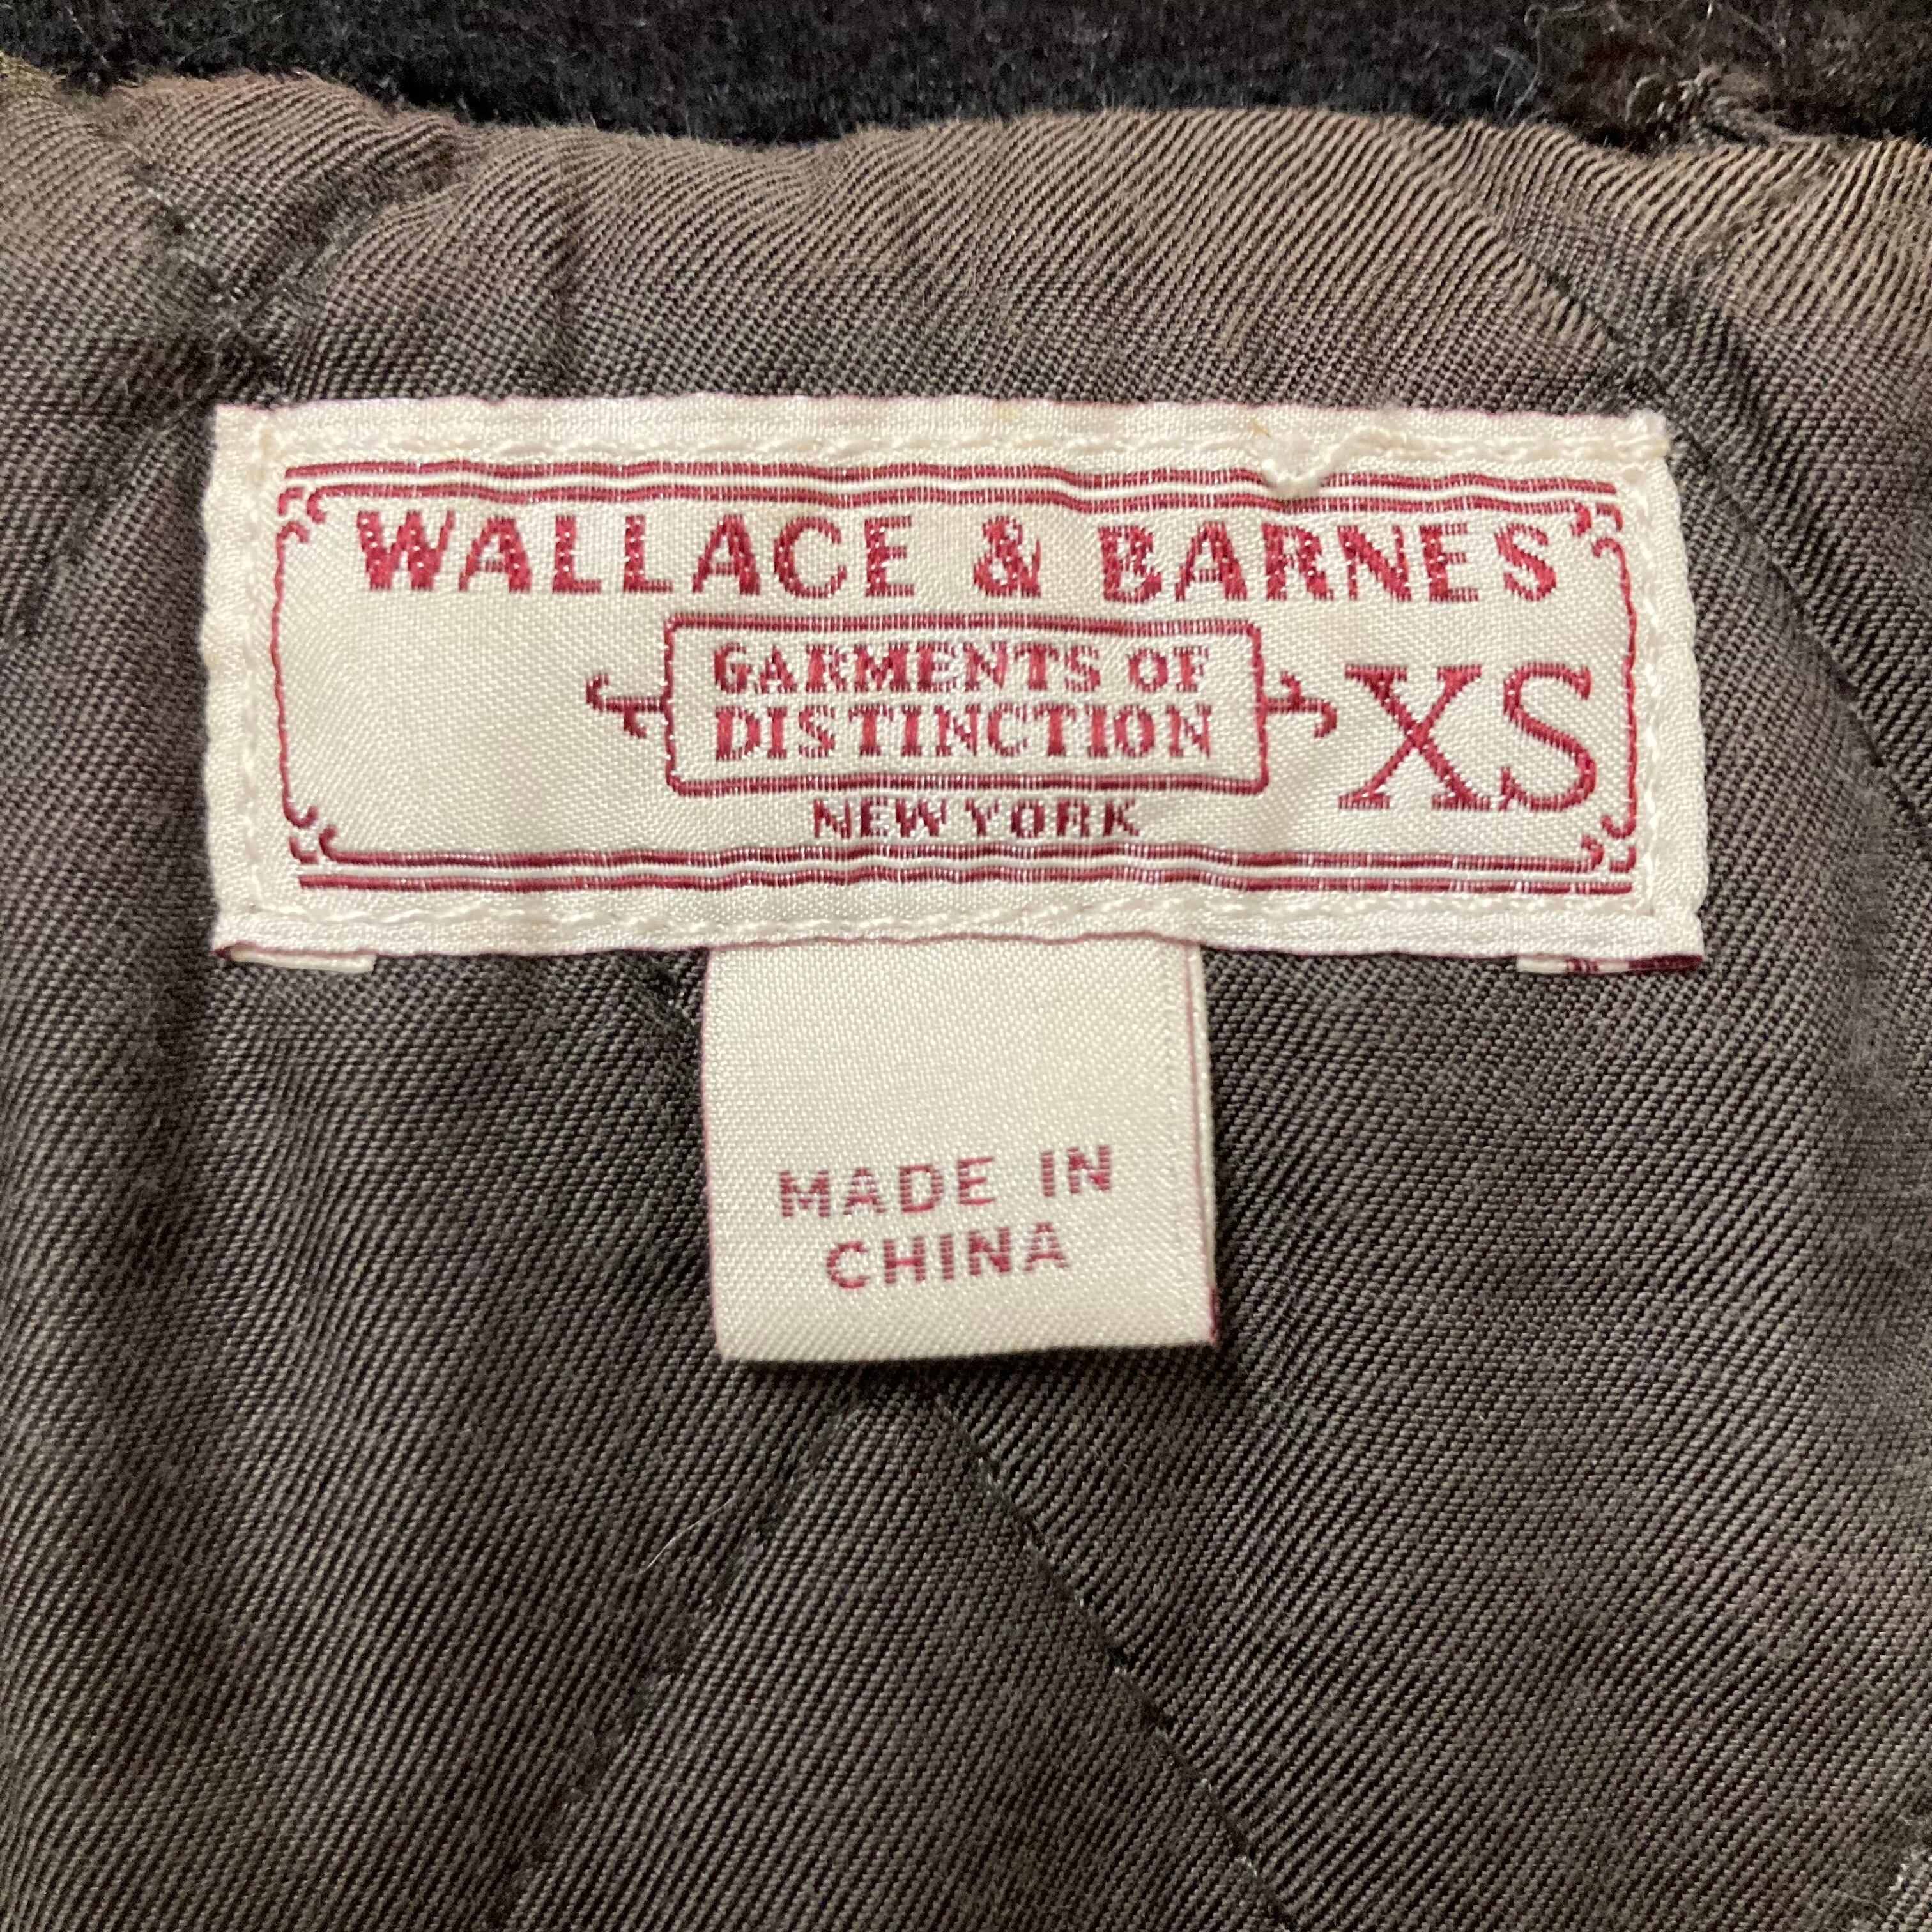 WALLACE & BARNES
GARMENTS OF
DISTINCTION
XS
NEW YORK
MADE IN
CHINA